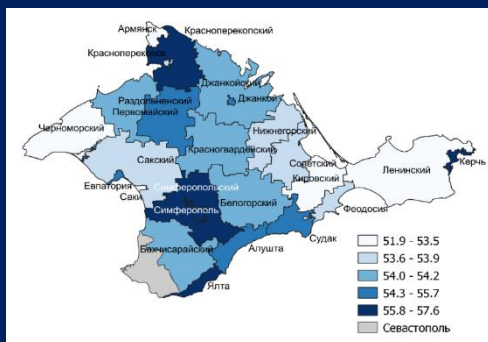 Армянск
Красноперекопский
Красноперекопск
Джанкойский
Раздольненский
Джанкой
Первомайский
Черноморский
Нижнегорский
Красногвардейский
Сакский
Советский
Ленинский
Керчь
Кировский
Евпатория
Симферопольский
Саки
Симферополь
Белогорский
Феодосия
Судак
Бахчисарайский
Алушта
Ялта
51.9 - 53.5
53.6 - 53.9
54.0 - 54.2
54.3 - 55.7
55.8 - 57.6
Севастополь